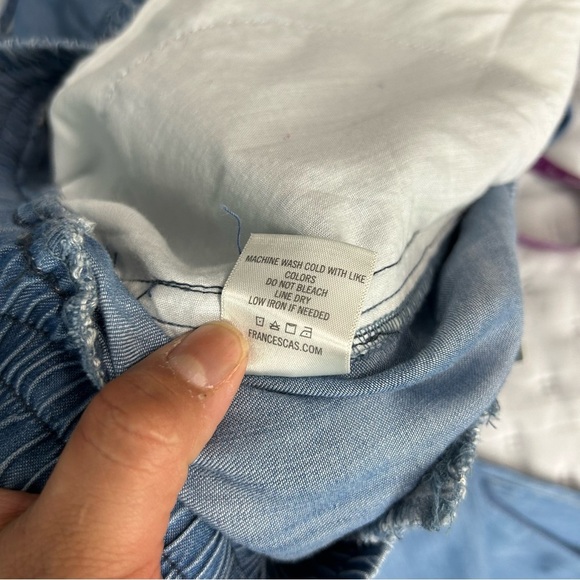 MACHINE WASH COLD WITH LIKE
COLORS
DO NOT BLEACH
LINE DRY
LOW IRON IF NEEDED
FRANCESCAS.COM